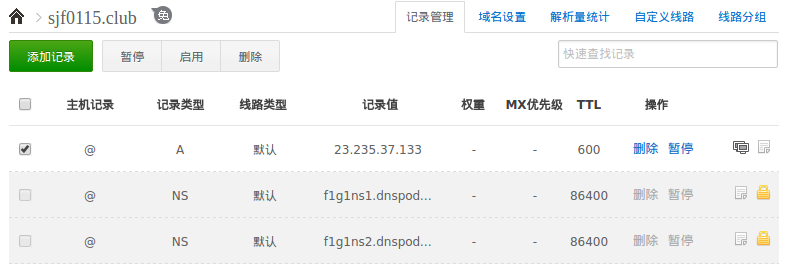 sjf0115.club 免 记录管理 域名设置 解析量统计 自定义线路 线路分组
添加记录 暂停 启用 删除 快速查找记录
主机记录 记录类型 线路类型 记录值 权重 MX优先级 TTL 操作
@ A 默认 23.235.37.133 - - 600 删除 暂停
@ NS 默认 f1g1ns1.dnspod... - - 86400 删除 暂停
@ NS 默认 f1g1ns2.dnspod... - - 86400 删除 暂停